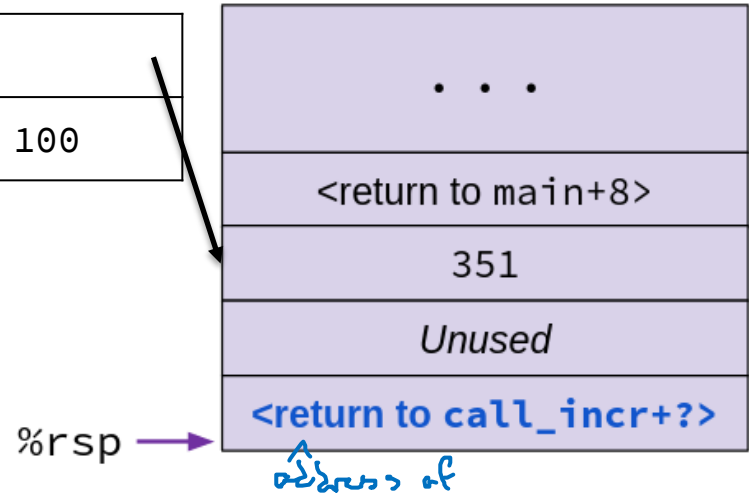 . . .
100
<return to main+8>
351
Unused
<return to call_incr+?>
%rsp
address of